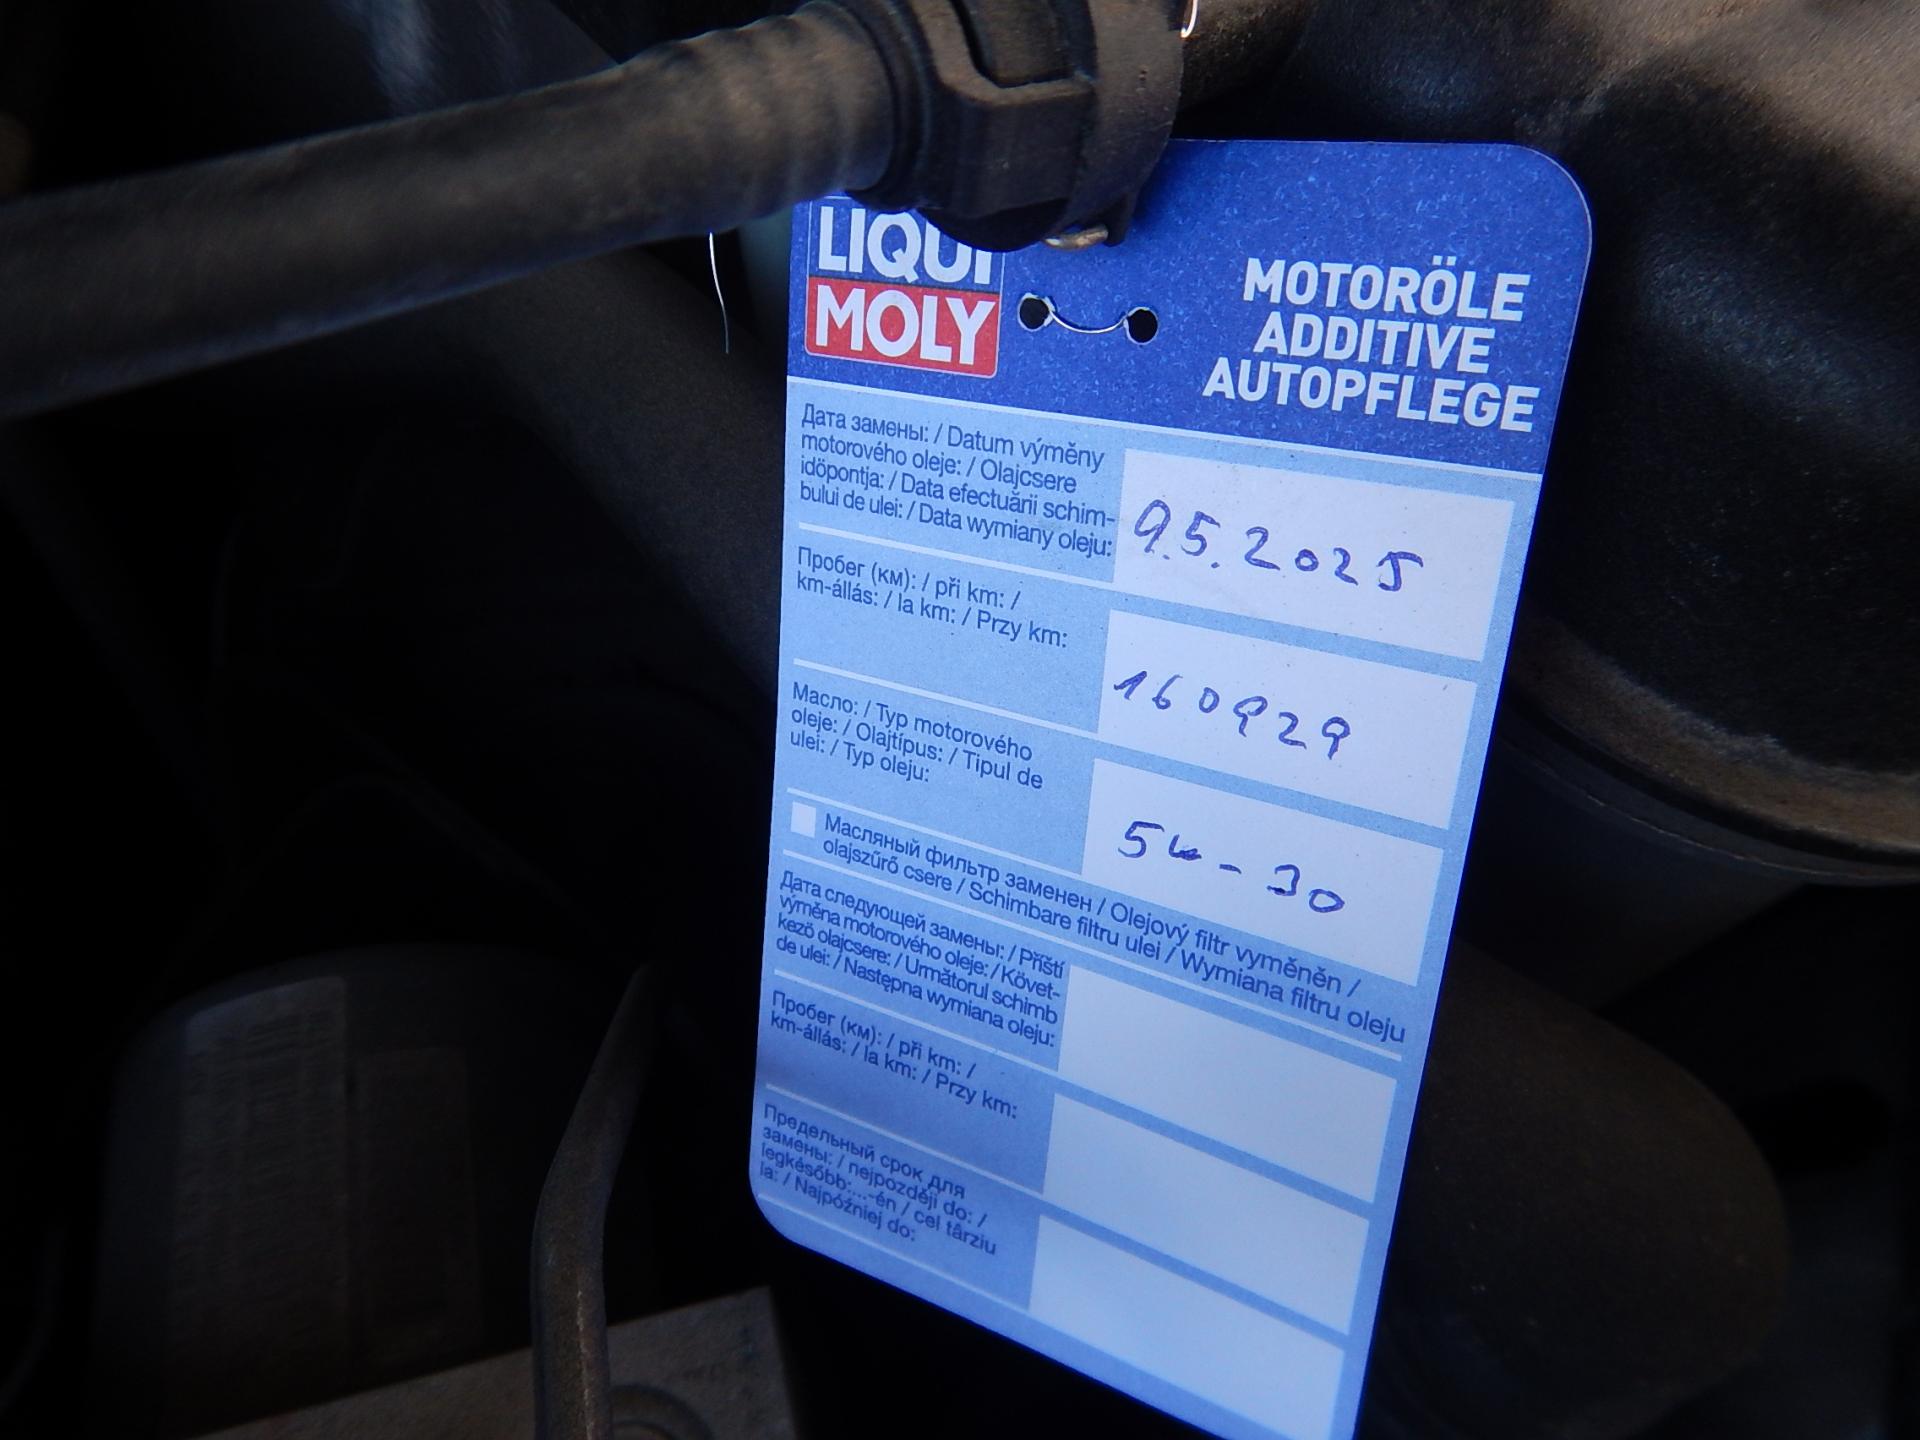 LIQUI
MOLY
MOTORÖLE
ADDITIVE
AUTOPFLEGE
Дата замены: / Datum výměny
motorového oleje: / Olajcsere
időpontja: / Data efectuării schim-
bului de ulei: / Data wymiany oleju:
9.5.2025
Пробег (км): / při km: /
km-állás: / la km: / Przy km:
160929
Масло: / Typ motorového
oleje: / Olajtípus: / Tipul de
ulei: / Typ oleju:
5w-30
Масляный фильтр заменен / Olejový filtr vyměněn /
olajszűrő csere / Schimbare filtru ulei / Wymiana filtru oleju
Дата следующей замены: / Příští
výměna motorového oleje: / Követ-
kező olajcsere: / Următorul schimb
de ulei: / Następna wymiana oleju:
Пробег (км): / při km: /
km-állás: / la km: / Przy km:
Предельный срок для
замены: / nejpozději do: /
legkésőbb:...-én / cel târziu
la: / Najpóźniej do: